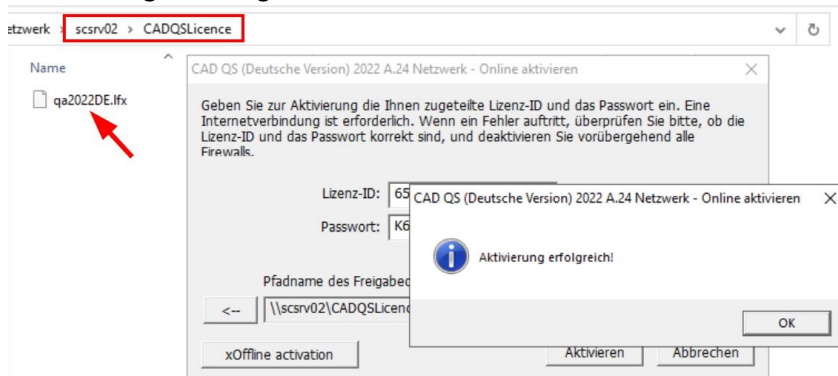 etzwerk > scsrv02 > CADQSLicence
Name
qa2022DE.lfx
CAD QS (Deutsche Version) 2022 A.24 Netzwerk - Online aktivieren
Geben Sie zur Aktivierung die Ihnen zugeteilte Lizenz-ID und das Passwort ein. Eine
Internetverbindung ist erforderlich. Wenn ein Fehler auftritt, überprüfen Sie bitte, ob die
Lizenz-ID und das Passwort korrekt sind, und deaktivieren Sie vorübergehend alle
Firewalls.
Lizenz-ID: 65
CAD QS (Deutsche Version) 2022 A.24 Netzwerk - Online aktivieren
Passwort: K6
Aktivierung erfolgreich!
Pfadname des Freigabed
<-- \\scsrv02\CADQSLicenc
OK
xOffline activation
Aktivieren
Abbrechen